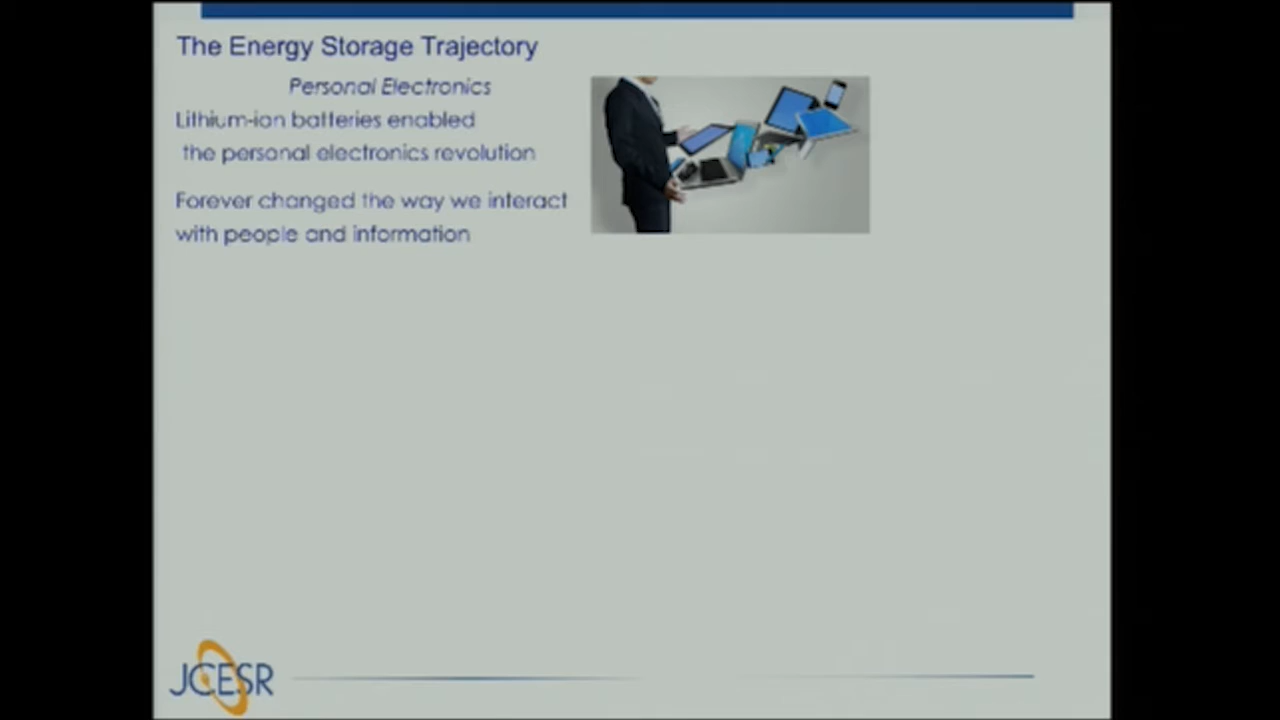 The Energy Storage Trajectory
Personal Electronics
Lithium-ion batteries enabled
the personal electronics revolution
Forever changed the way we interact
with people and information
JCESR